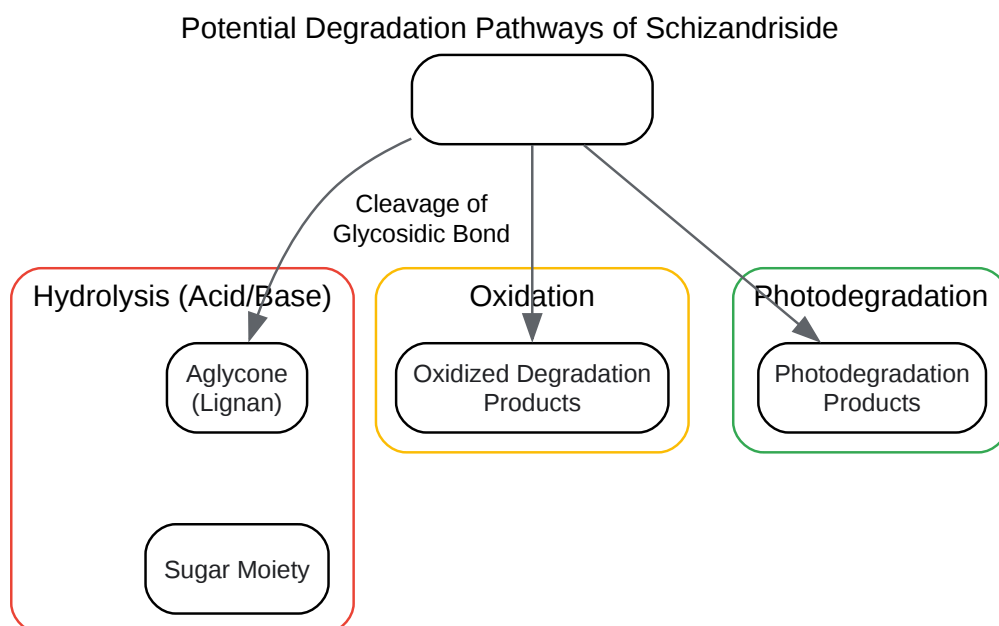 Potential Degradation Pathways of Schizandriside
Cleavage of
Glycosidic Bond
Hydrolysis (Acid/Base)
Aglycone
(Lignan)
Sugar Moiety
Oxidation
Oxidized Degradation
Products
Photodegradation
Photodegradation
Products